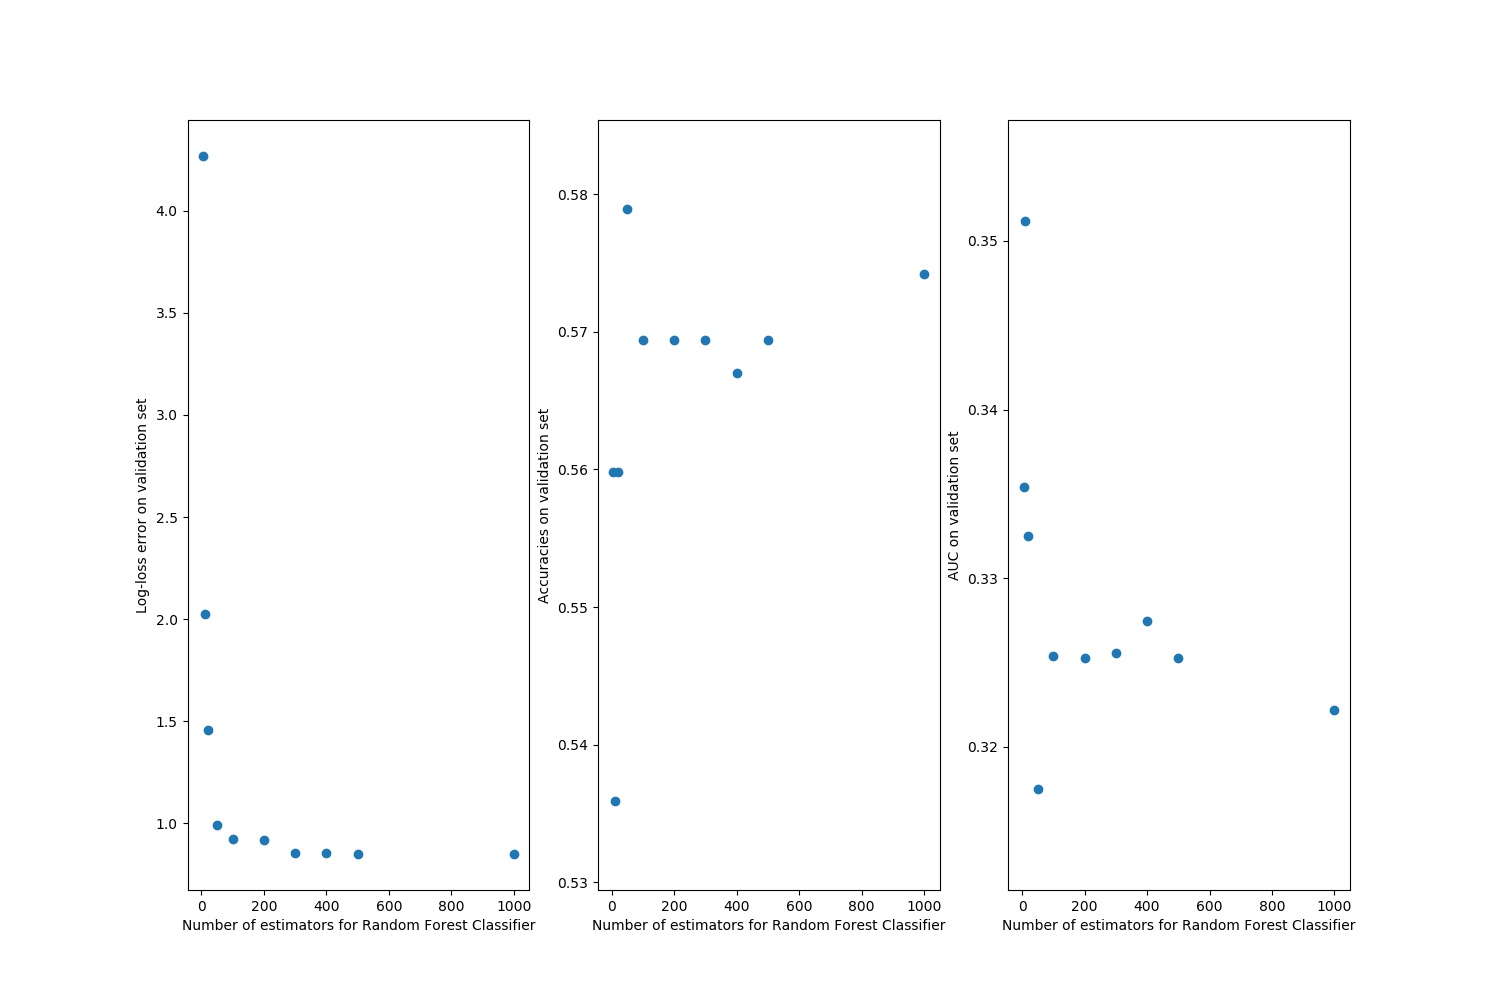 Log-loss error on validation set
4.0
3.5
3.0
2.5
2.0
1.5
1.0
0 200 400 600 800 1000
Number of estimators for Random Forest Classifier
Accuracies on validation set
0.58
0.57
0.56
0.55
0.54
0.53
0 200 400 600 800 1000
Number of estimators for Random Forest Classifier
AUC on validation set
0.35
0.34
0.33
0.32
0 200 400 600 800 1000
Number of estimators for Random Forest Classifier